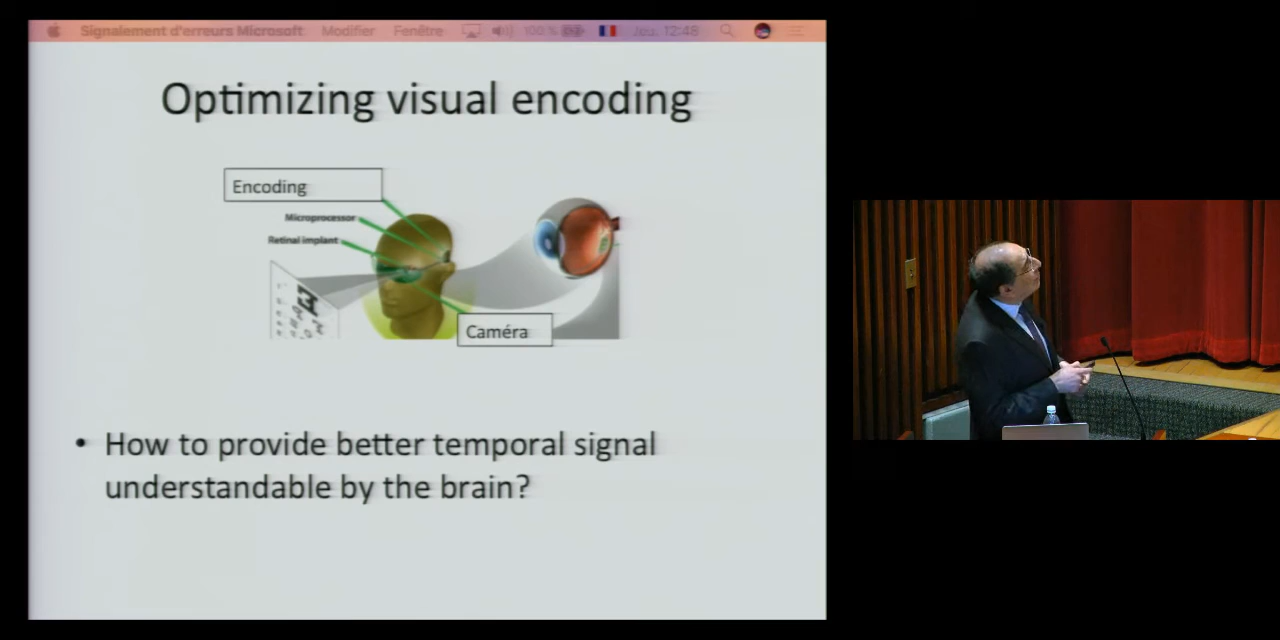 Signalement d'erreurs Microsoft Modifier Fenêtre 100 % Jeu. 12:48
Optimizing visual encoding
Encoding
Microprocessor
Retinal implant
Caméra
• How to provide better temporal signal
understandable by the brain?